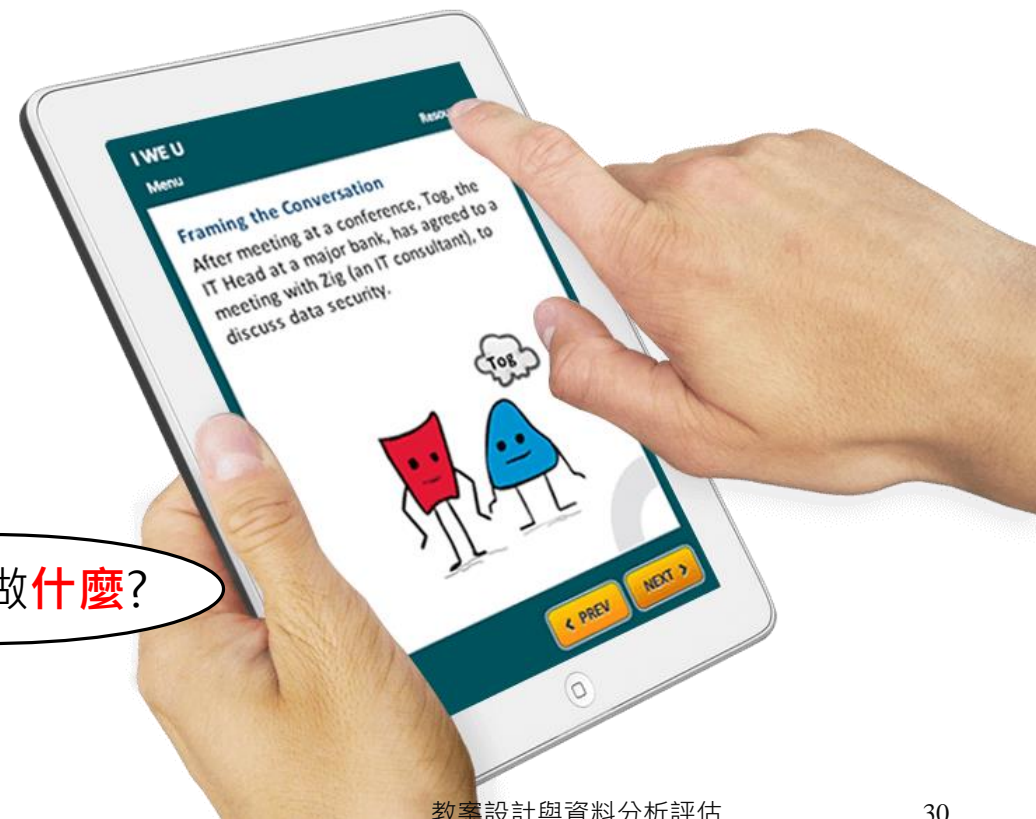 I WE U
Menu
Framing the Conversation
After meeting at a conference, Tog, the
IT Head at a major bank, has agreed to a
meeting with Zig (an IT consultant), to
discuss data security.
Tog
做什麼?
< PREV
NEXT >
教案設計與資料分析評估
30